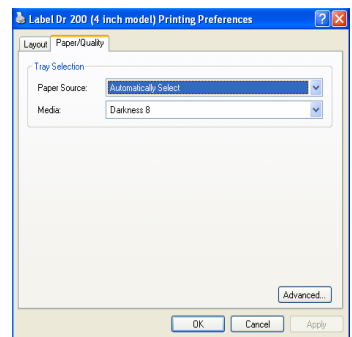 Label Dr 200 (4 inch model) Printing Preferences
Layout Paper/Quality
Tray Selection
Paper Source: Automatically Select
Media: Darkness 8
Advanced...
OK Cancel Apply